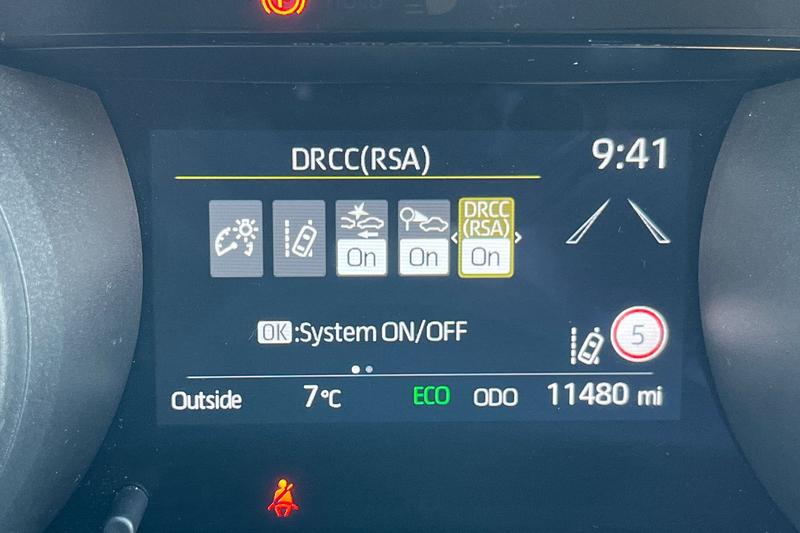 DRCC(RSA)
9:41
DRCC
(RSA)
On
On
On
OK:System ON/OFF
5
Outside 7°C ECO ODO 11480 mi